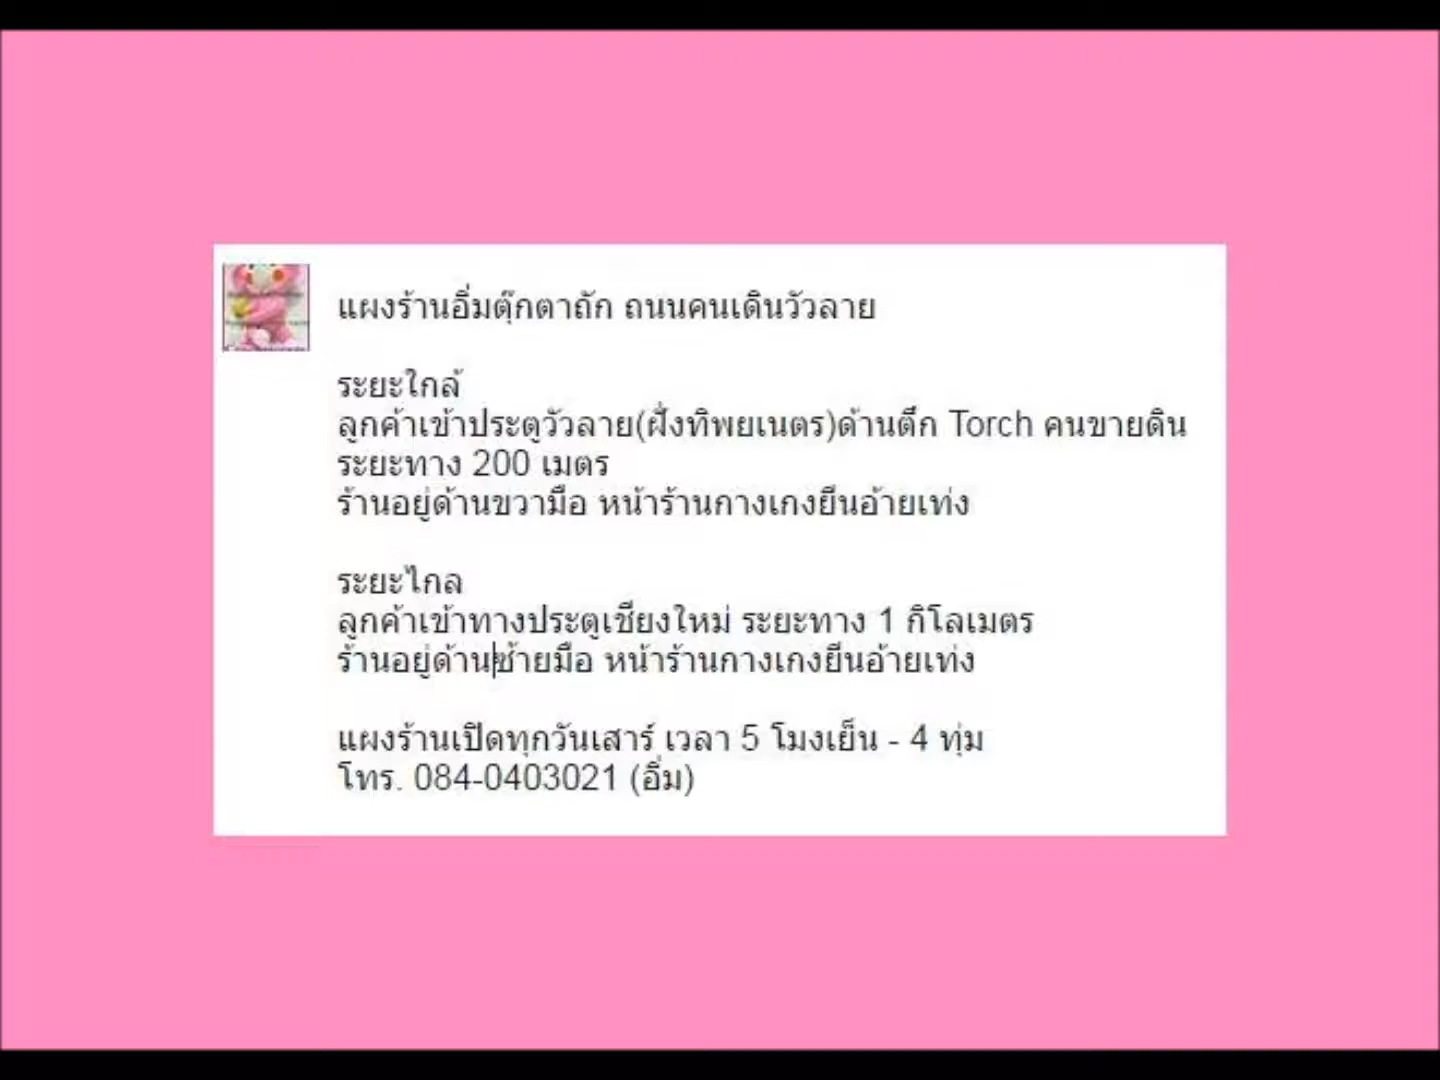 แผงร้านอิ่มตุ๊กตาถัก ถนนคนเดินวัวลาย
ระยะใกล้
ลูกค้าเข้าประตูวัวลาย(ฝั่งทิพยเนตร)ด้านตึก Torch คนขายดิน
ระยะทาง 200 เมตร
ร้านอยู่ด้านขวามือ หน้าร้านกางเกงยีนอ้ายเท่ง
ระยะไกล
ลูกค้าเข้าทางประตูเชียงใหม่ ระยะทาง 1 กิโลเมตร
ร้านอยู่ด้านซ้ายมือ หน้าร้านกางเกงยีนอ้ายเท่ง
แผงร้านเปิดทุกวันเสาร์ เวลา 5 โมงเย็น - 4 ทุ่ม
โทร. 084-0403021 (อิ่ม)